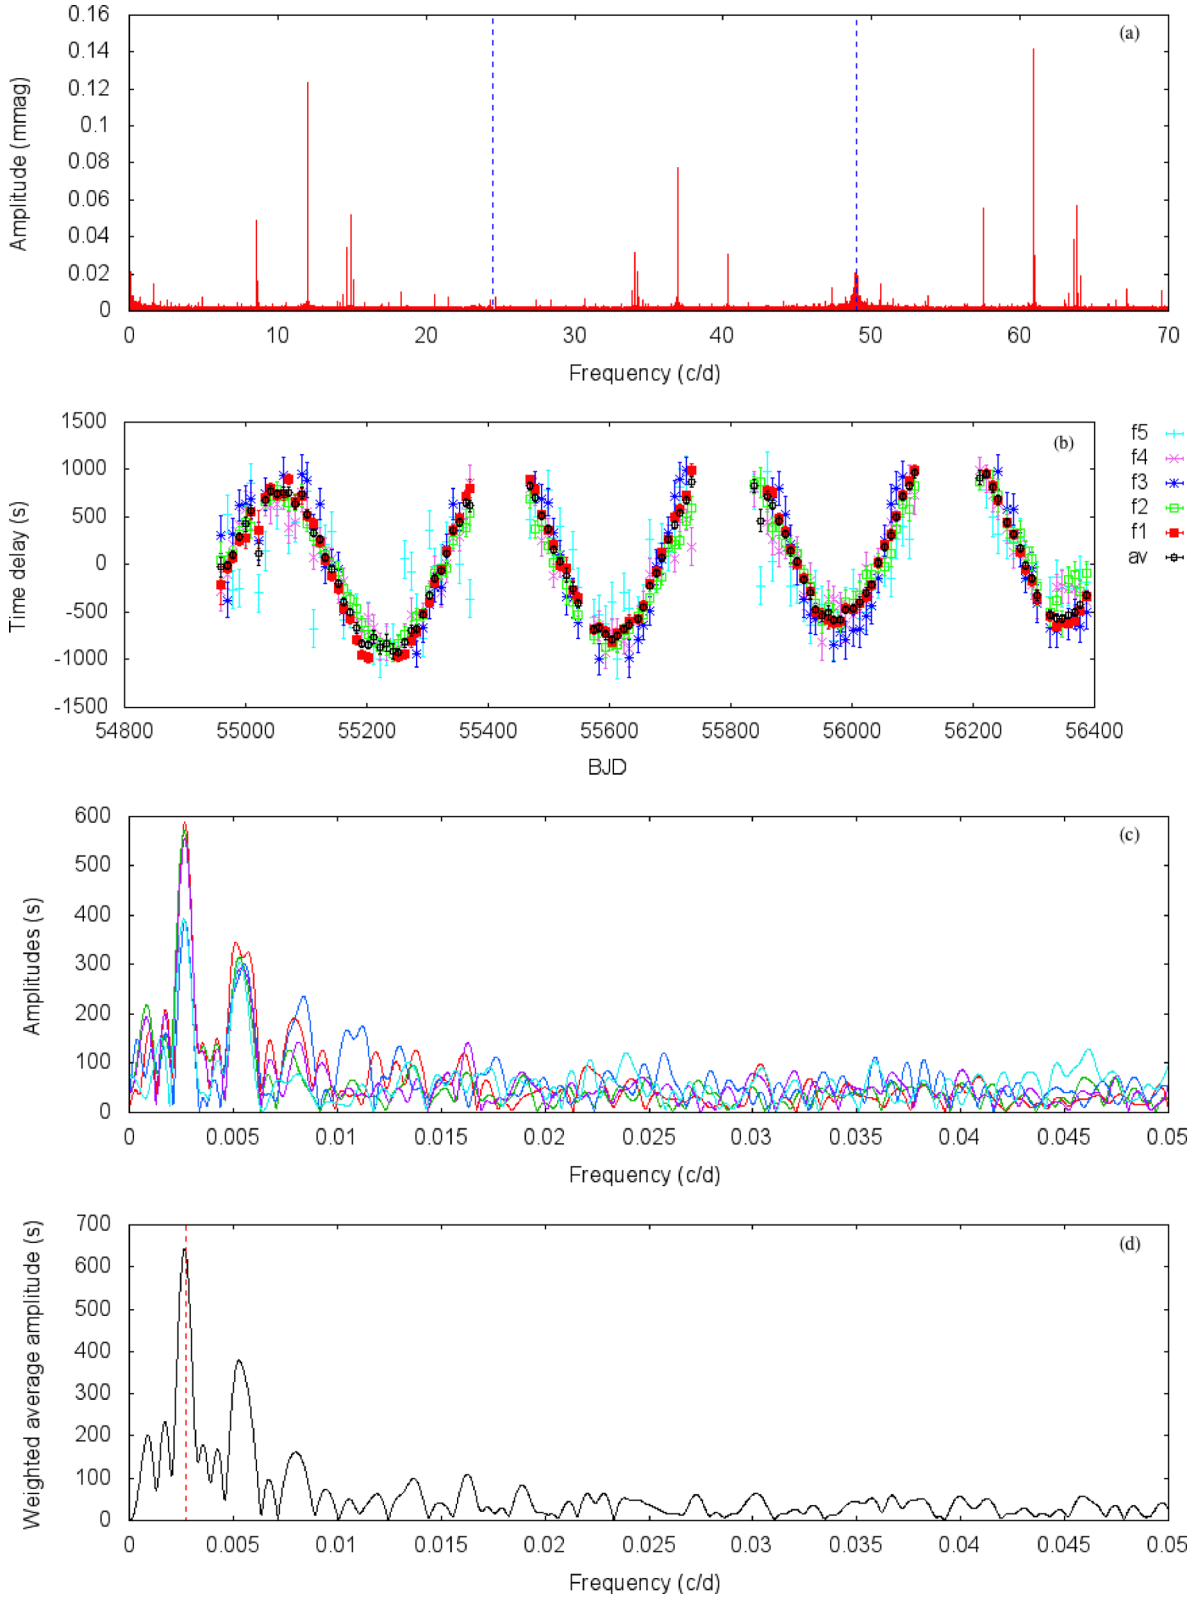 0.16
0.14
0.12
0.1
0.08
0.06
0.04
0.02
0
Amplitude (mmag)
(a)
0 10 20 30 40 50 60 70
Frequency (c/d)
1500
1000
500
0
-500
-1000
-1500
Time delay (s)
(b)
f5
f4
f3
f2
f1
av
54800 55000 55200 55400 55600 55800 56000 56200 56400
BJD
600
500
400
300
200
100
0
Amplitudes (s)
(c)
0 0.005 0.01 0.015 0.02 0.025 0.03 0.035 0.04 0.045 0.05
Frequency (c/d)
700
600
500
400
300
200
100
0
Weighted average amplitude (s)
(d)
0 0.005 0.01 0.015 0.02 0.025 0.03 0.035 0.04 0.045 0.05
Frequency (c/d)